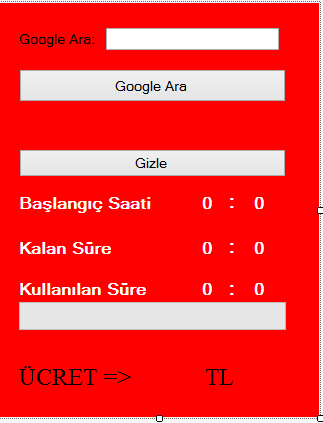 Google Ara:
Google Ara
Gizle
Başlangıç Saati 0 : 0
Kalan Süre 0 : 0
Kullanılan Süre 0 : 0
ÜCRET => TL